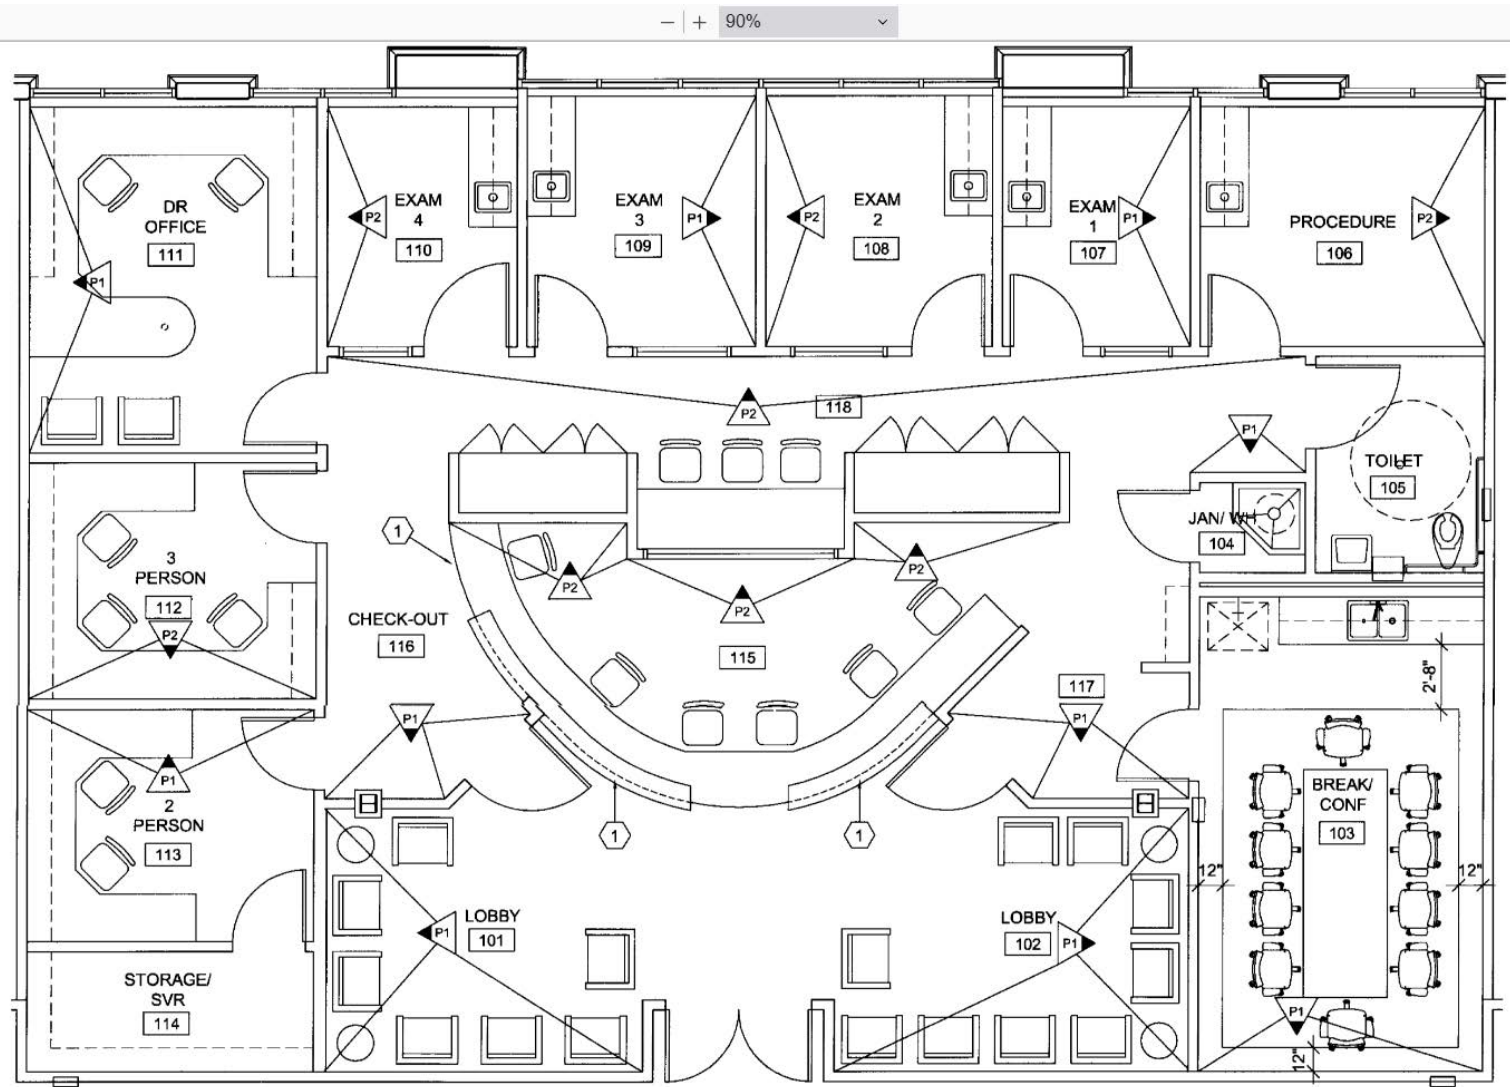 90%
DR
OFFICE
111
P1
EXAM
4
110
P2
EXAM
3
109
P1
EXAM
2
108
P2
EXAM
1
107
P1
PROCEDURE
106
P2
P2
118
P1
TOILET
105
JAN/ WH
104
1
3
PERSON
112
P2
CHECK-OUT
116
P2
P2
P2
115
117
P1
P1
2'-8"
P1
2
PERSON
113
1
1
BREAK/
CONF
103
12"
12"
LOBBY
101
P1
LOBBY
102
P1
STORAGE/
SVR
114
P1
12"